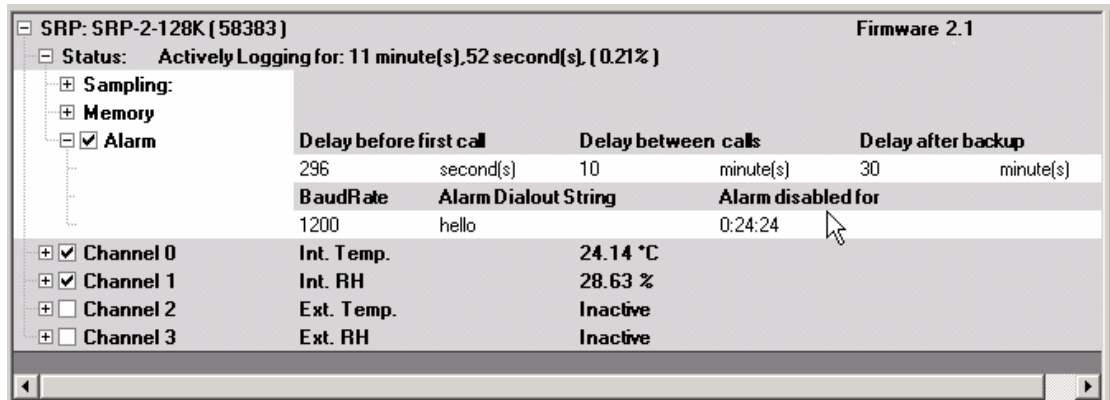 SRP: SRP-2-128K ( 58383 ) Firmware 2.1
Status: Actively Logging for: 11 minute(s),52 second(s), ( 0.21% )
Sampling:
Memory
Alarm Delay before first call Delay between calls Delay after backup
296 second(s) 10 minute(s) 30 minute(s)
BaudRate Alarm Dialout String Alarm disabled for
1200 hello 0:24:24
Channel 0 Int. Temp. 24.14 °C
Channel 1 Int. RH 28.63 %
Channel 2 Ext. Temp. Inactive
Channel 3 Ext. RH Inactive